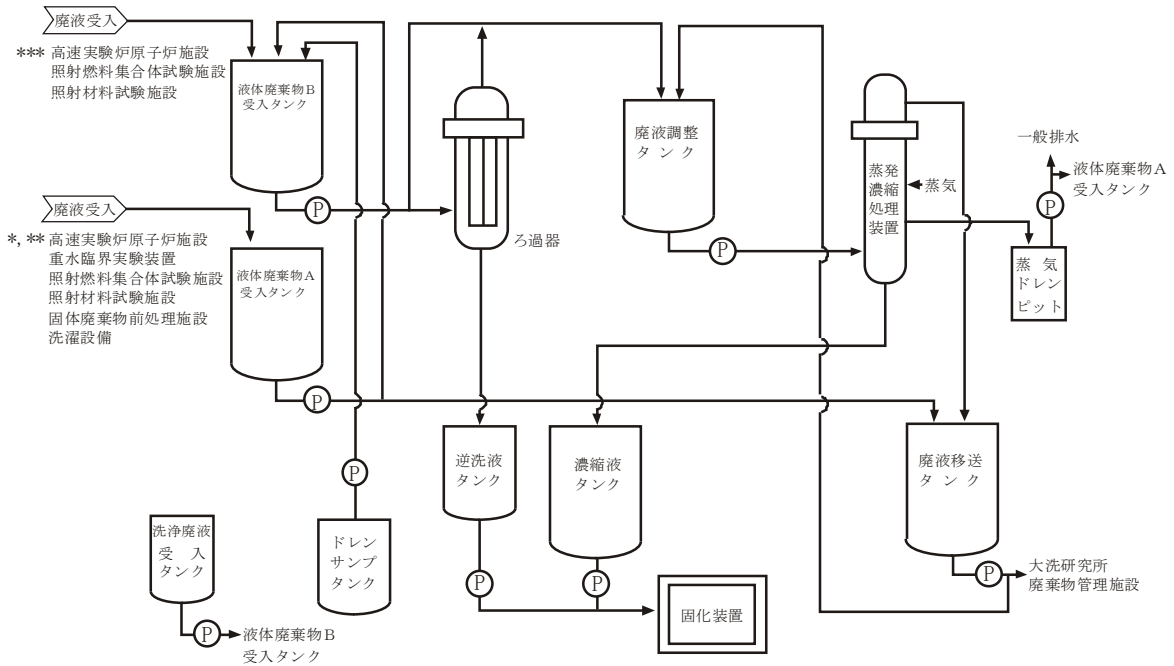 廃液受入
*** 高速実験炉原子炉施設
照射燃料集合体試験施設
照射材料試験施設
液体廃棄物B
受入タンク
P
廃液受入
*, ** 高速実験炉原子炉施設
重水臨界実験装置
照射燃料集合体試験施設
照射材料試験施設
固体廃棄物前処理施設
洗濯設備
液体廃棄物A
受入タンク
P
ろ過器
廃液調整
タンク
P
蒸発
濃縮
処理
装置
蒸気
一般排水
液体廃棄物A
受入タンク
P
蒸気
ドレン
ピット
洗浄廃液
受入
タンク
P
液体廃棄物B
受入タンク
P
ドレン
サンプ
タンク
逆洗液
タンク
P
濃縮液
タンク
P
固化装置
廃液移送
タンク
P
大洗研究所
廃棄物管理施設